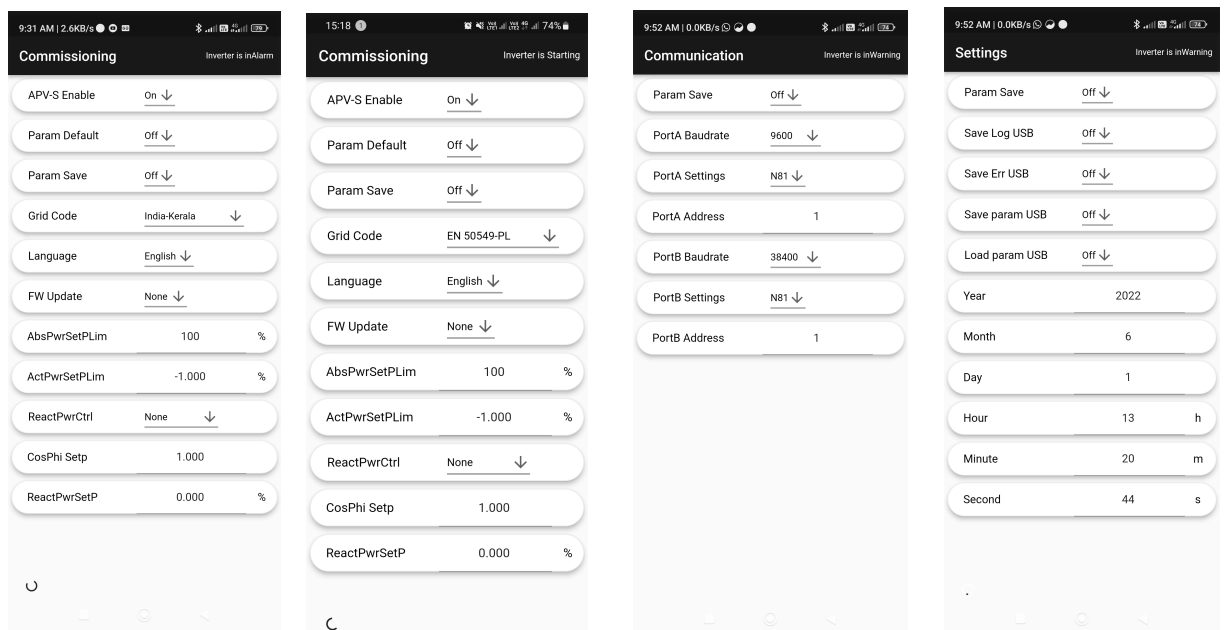 9:31 AM | 2.6KB/s
79
Commissioning
Inverter is inAlarm
APV-S Enable On
Param Default Off
Param Save Off
Grid Code India-Kerala
Language English
FW Update None
AbsPwrSetPLim 100 %
ActPwrSetPLim -1.000 %
ReactPwrCtrl None
CosPhi Setp 1.000
ReactPwrSetP 0.000 %
15:18 1
74%
Commissioning
Inverter is Starting
APV-S Enable On
Param Default Off
Param Save Off
Grid Code EN 50549-PL
Language English
FW Update None
AbsPwrSetPLim 100 %
ActPwrSetPLim -1.000 %
ReactPwrCtrl None
CosPhi Setp 1.000
ReactPwrSetP 0.000 %
9:52 AM | 0.0KB/s
74
Communication
Inverter is inWarning
Param Save Off
PortA Baudrate 9600
PortA Settings N81
PortA Address 1
PortB Baudrate 38400
PortB Settings N81
PortB Address 1
9:52 AM | 0.0KB/s
74
Settings
Inverter is inWarning
Param Save Off
Save Log USB Off
Save Err USB Off
Save param USB Off
Load param USB Off
Year 2022
Month 6
Day 1
Hour 13 h
Minute 20 m
Second 44 s